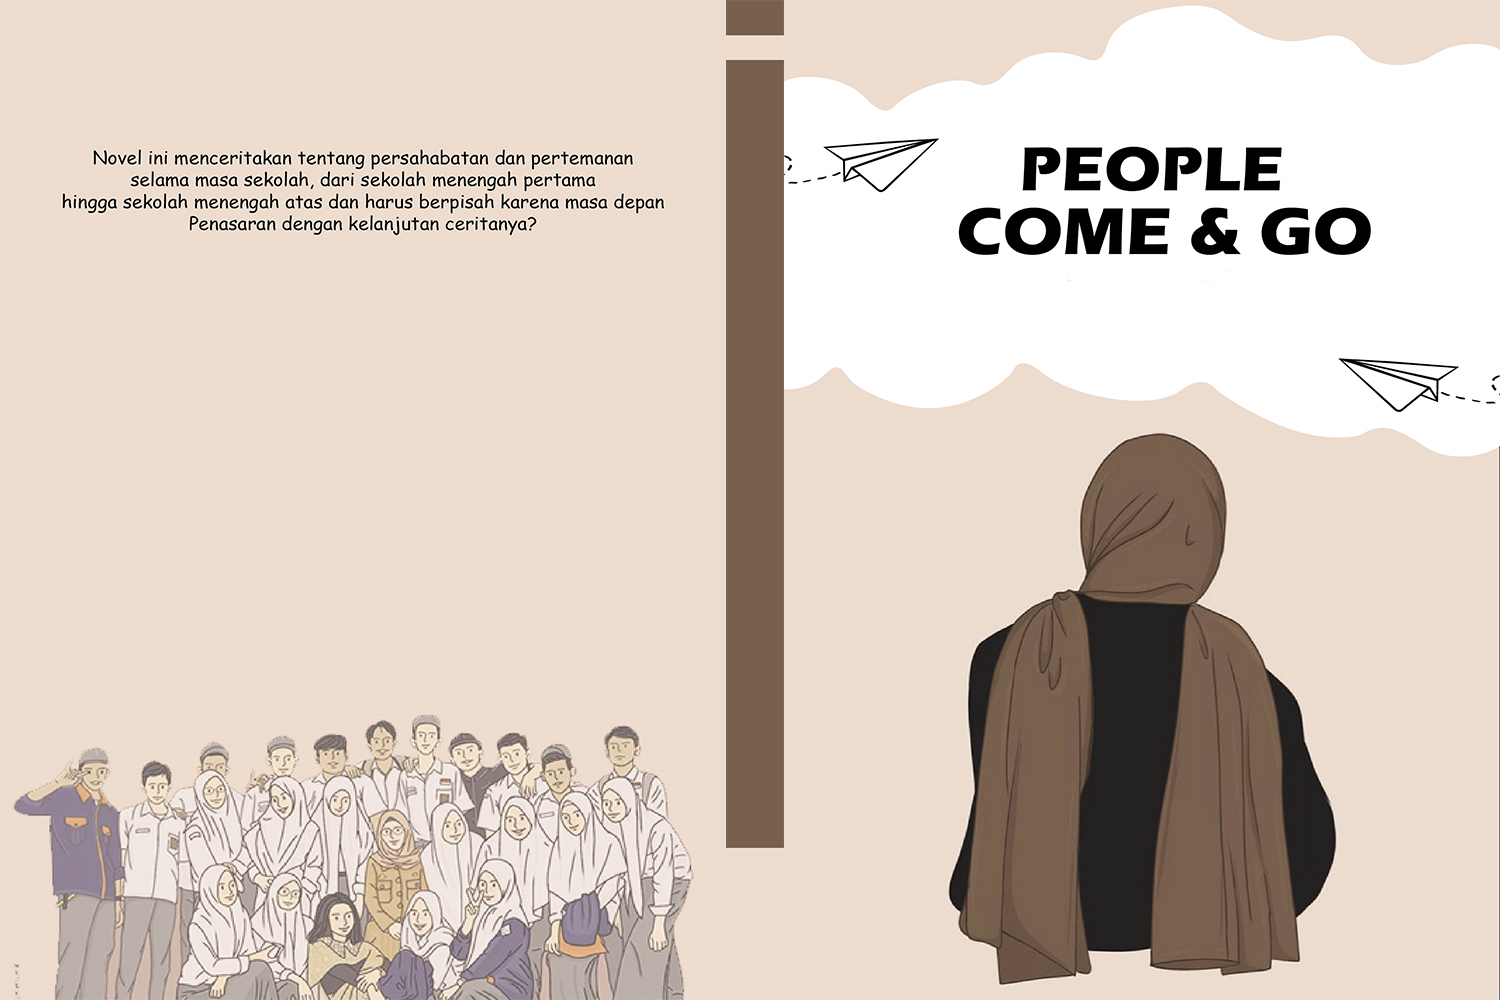 Novel ini menceritakan tentang persahabatan dan pertemanan
selama masa sekolah, dari sekolah menengah pertama
hingga sekolah menengah atas dan harus berpisah karena masa depan
Penasaran dengan kelanjutan ceritanya?
PEOPLE
COME & GO